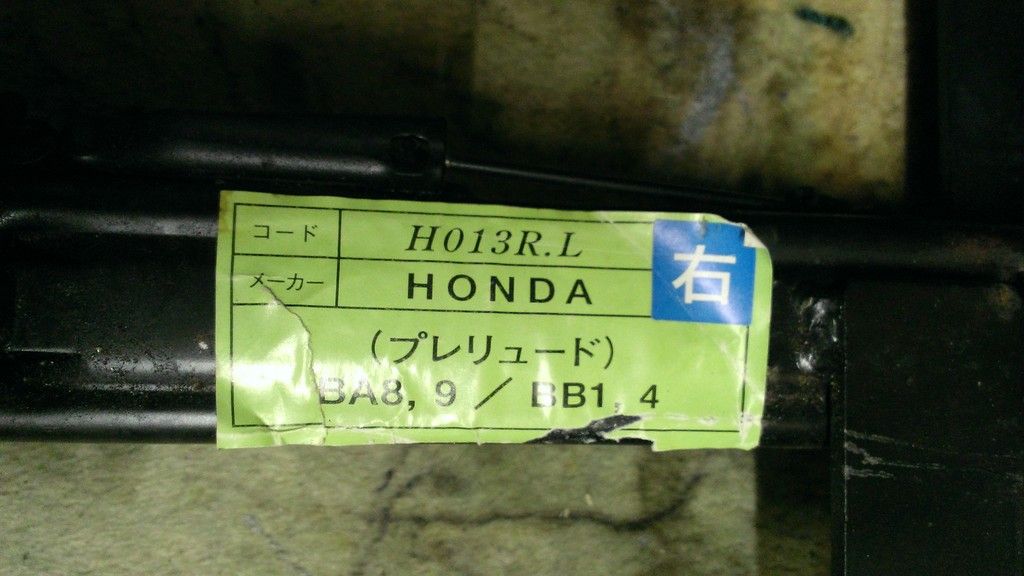 コード H013R.L
右
メーカー HONDA
(プレリュード)
BA8, 9 / BB1, 4